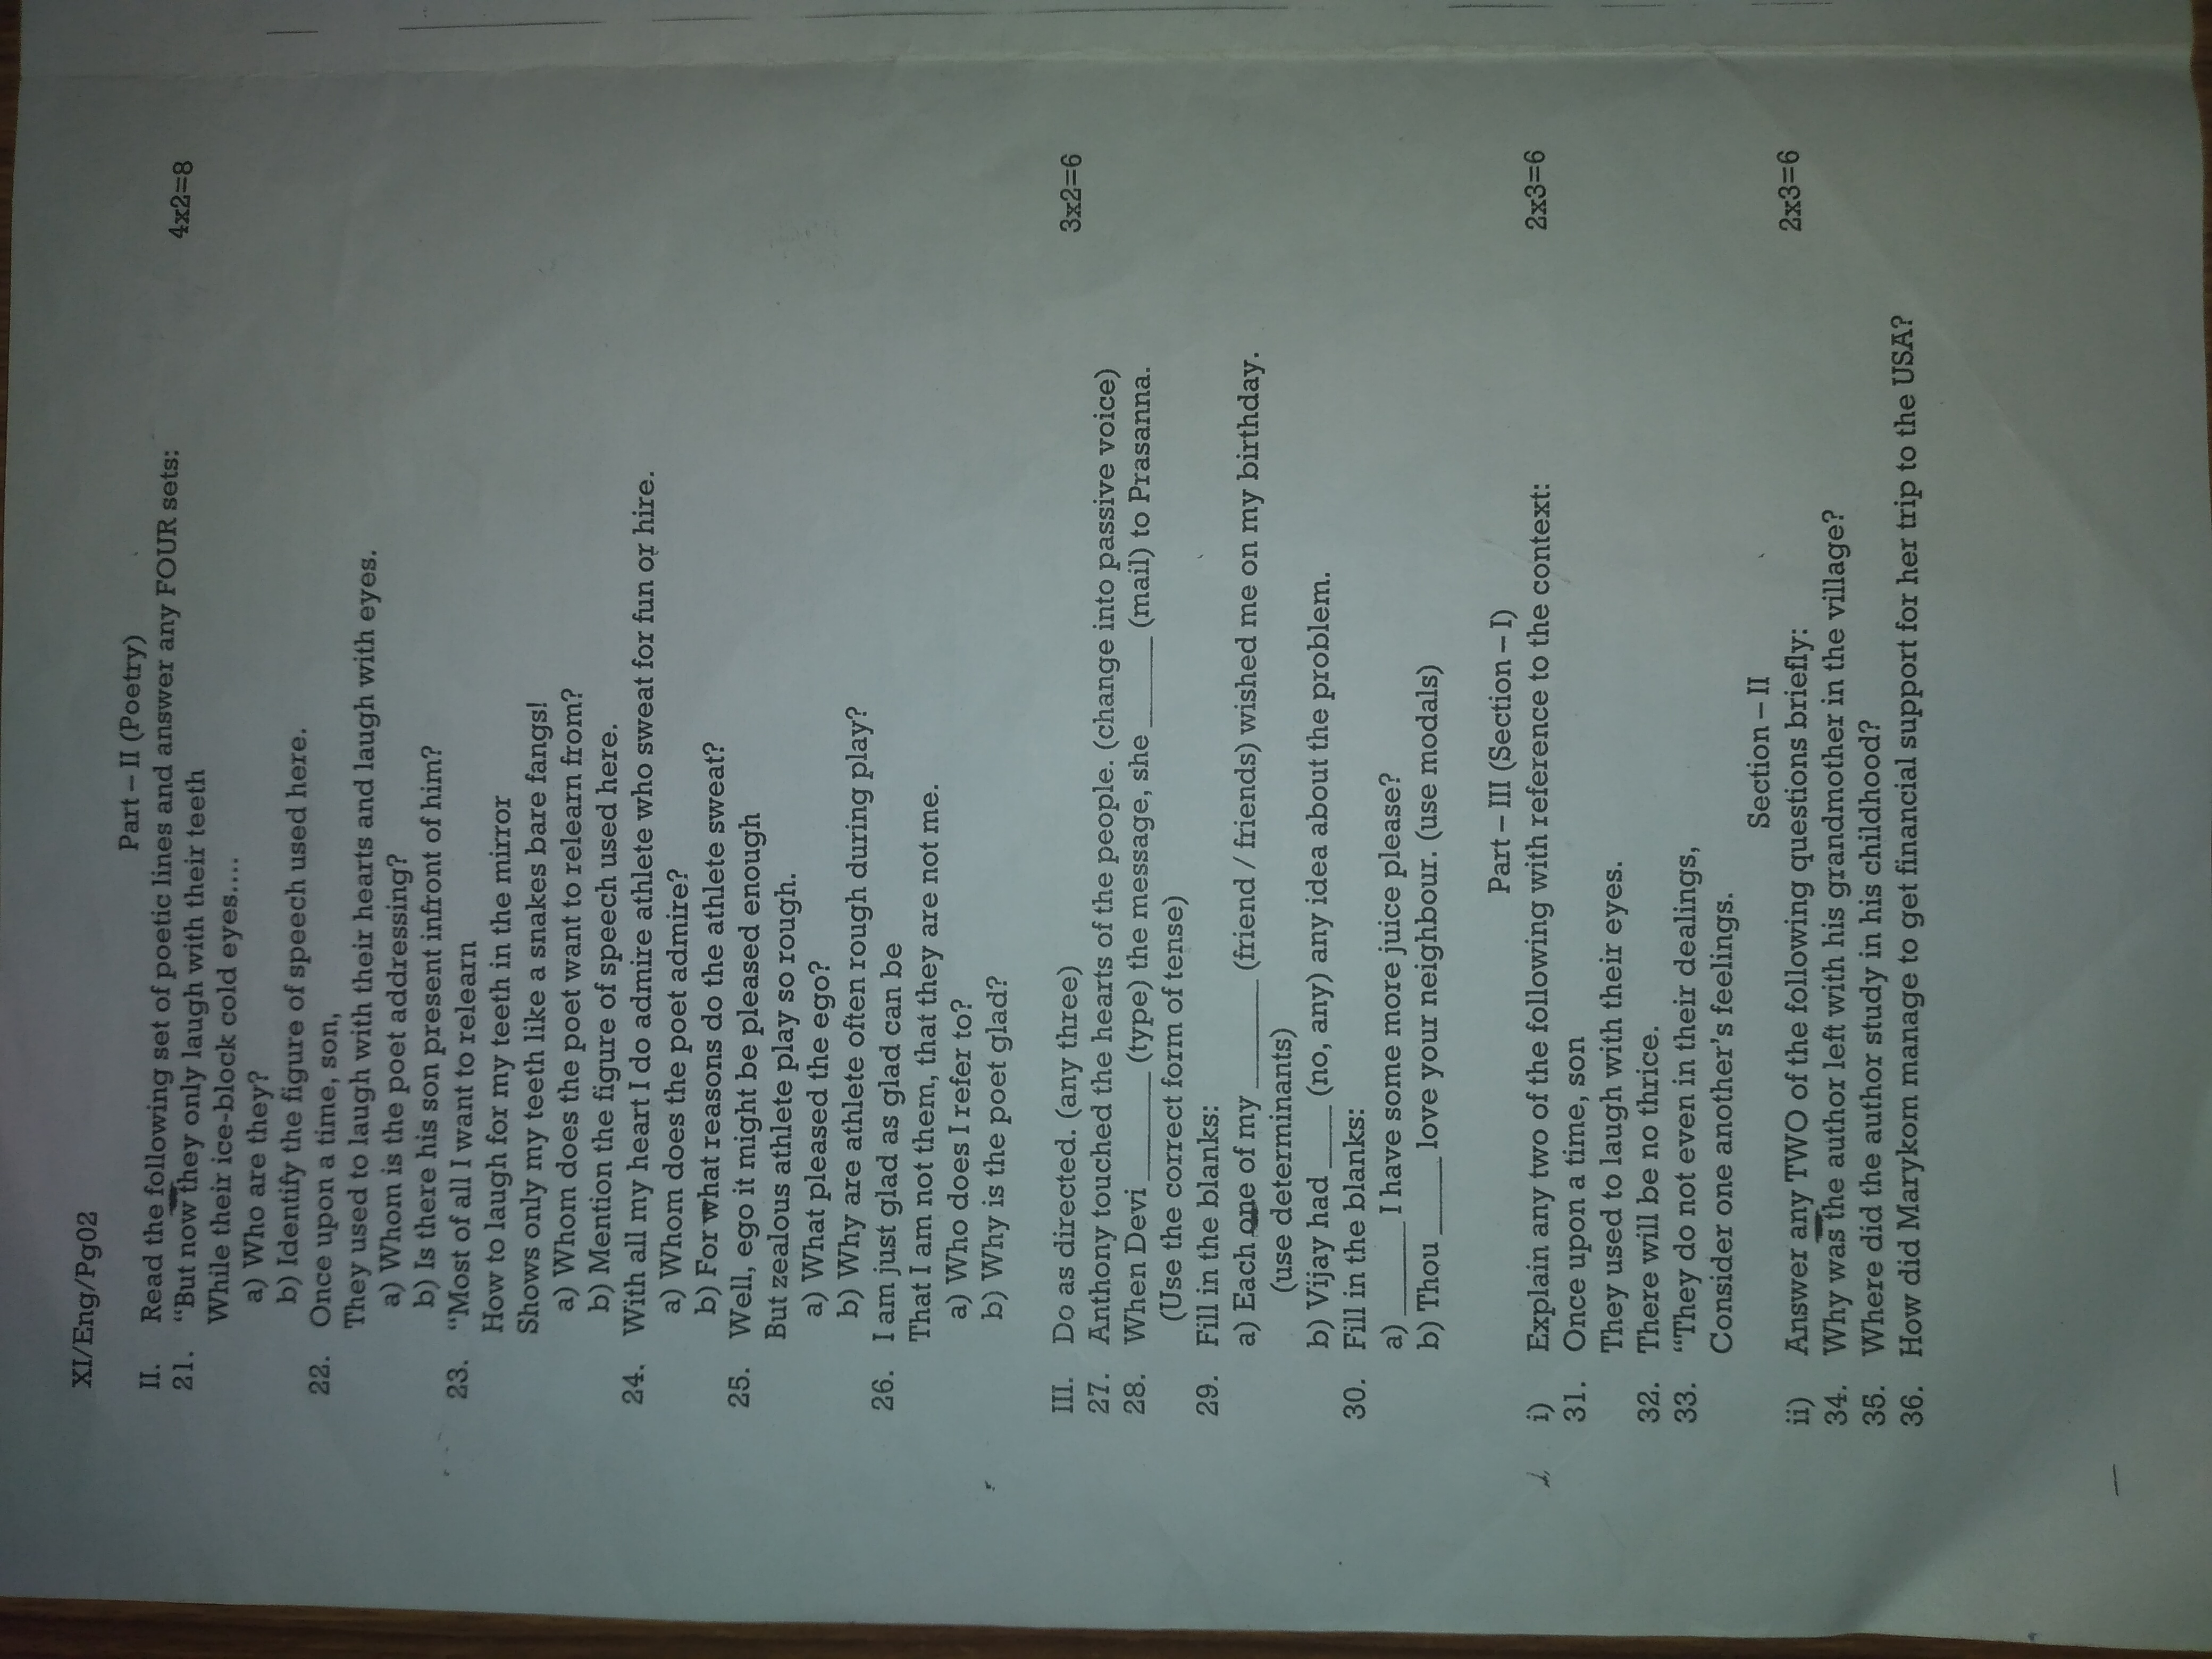 XI/Eng/Pg02
Part – II (Poetry)
II. Read the following set of poetic lines and answer any FOUR sets: 4x2=8
21. “But now they only laugh with their teeth
While their ice-block cold eyes....
a) Who are they?
b) Identify the figure of speech used here.
22. Once upon a time, son,
They used to laugh with their hearts and laugh with eyes.
a) Whom is the poet addressing?
b) Is there his son present infront of him?
23. “Most of all I want to relearn
How to laugh for my teeth in the mirror
Shows only my teeth like a snakes bare fangs!
a) Whom does the poet want to relearn from?
b) Mention the figure of speech used here.
24. With all my heart I do admire athlete who sweat for fun or hire.
a) Whom does the poet admire?
b) For what reasons do the athlete sweat?
25. Well, ego it might be pleased enough
But zealous athlete play so rough.
a) What pleased the ego?
b) Why are athlete often rough during play?
26. I am just glad as glad can be
That I am not them, that they are not me.
a) Who does I refer to?
b) Why is the poet glad?
III. Do as directed. (any three) 3x2=6
27. Anthony touched the hearts of the people. (change into passive voice)
28. When Devi ______ (type) the message, she _____ (mail) to Prasanna.
(Use the correct form of tense)
29. Fill in the blanks:
a) Each one of my ______ (friend / friends) wished me on my birthday.
(use determinants)
b) Vijay had ___ (no, any) any idea about the problem.
30. Fill in the blanks:
a) _____ I have some more juice please?
b) Thou ____ love your neighbour. (use modals)
Part – III (Section – I)
i) Explain any two of the following with reference to the context: 2x3=6
31. Once upon a time, son
They used to laugh with their eyes.
32. There will be no thrice.
33. “They do not even in their dealings,
Consider one another’s feelings.
Section – II
ii) Answer any TWO of the following questions briefly: 2x3=6
34. Why was the author left with his grandmother in the village?
35. Where did the author study in his childhood?
36. How did Marykom manage to get financial support for her trip to the USA?